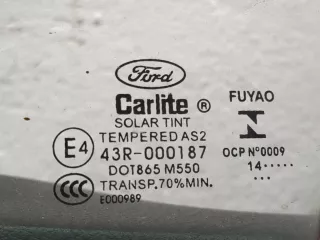 Ford
Carlite ®
SOLAR TINT
TEMPERED AS2
E4 43R-000187
DOT865 M550
CCC TRANSP.70%MIN.
E000989
FUYAO
OCP Nº0009
14·····